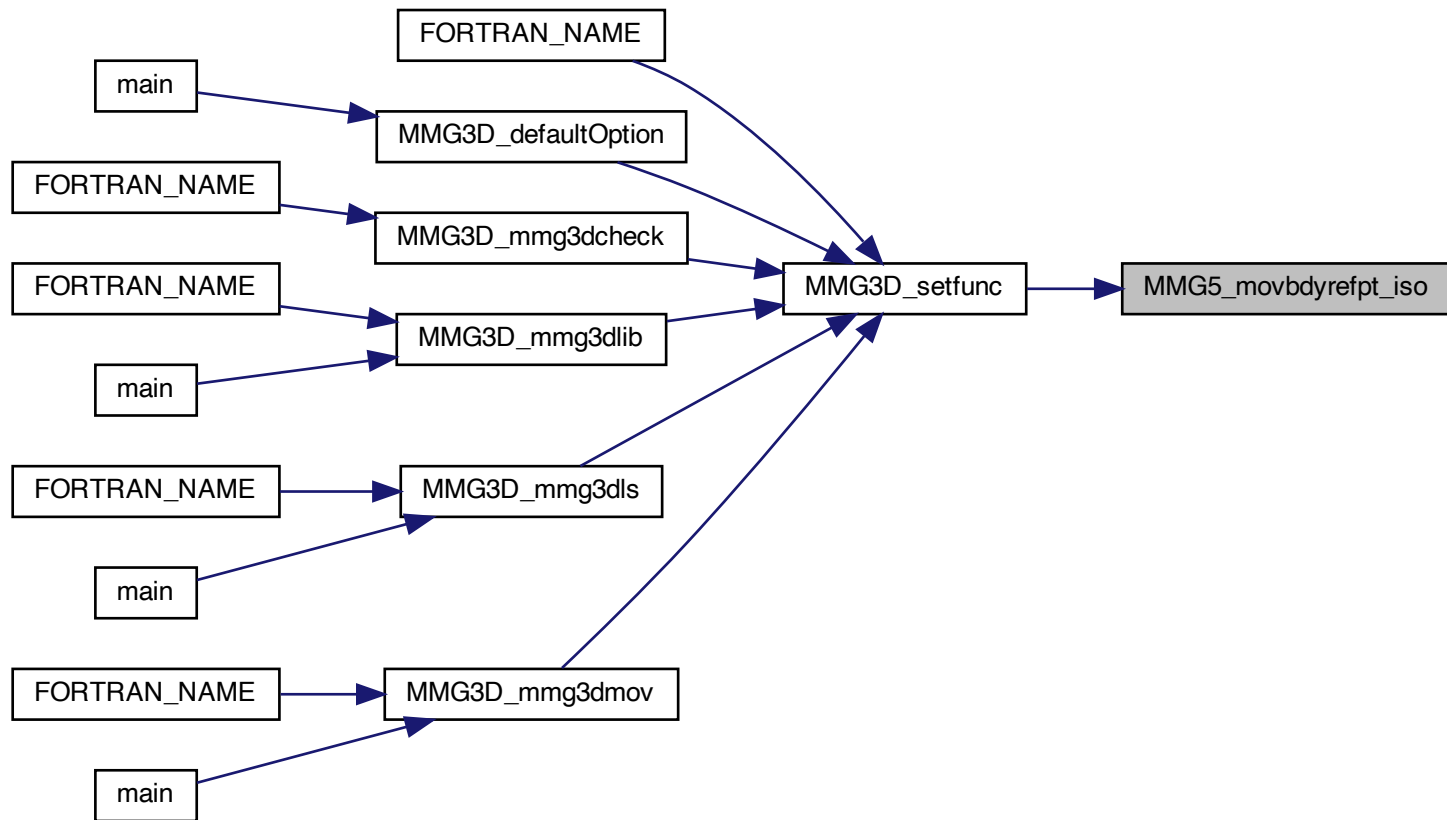 FORTRAN_NAME
main
MMG3D_defaultOption
FORTRAN_NAME
MMG3D_mmg3dcheck
FORTRAN_NAME
MMG3D_setfunc
MMG5_movbdyrefpt_iso
MMG3D_mmg3dlib
main
FORTRAN_NAME
MMG3D_mmg3dls
main
FORTRAN_NAME
MMG3D_mmg3dmov
main